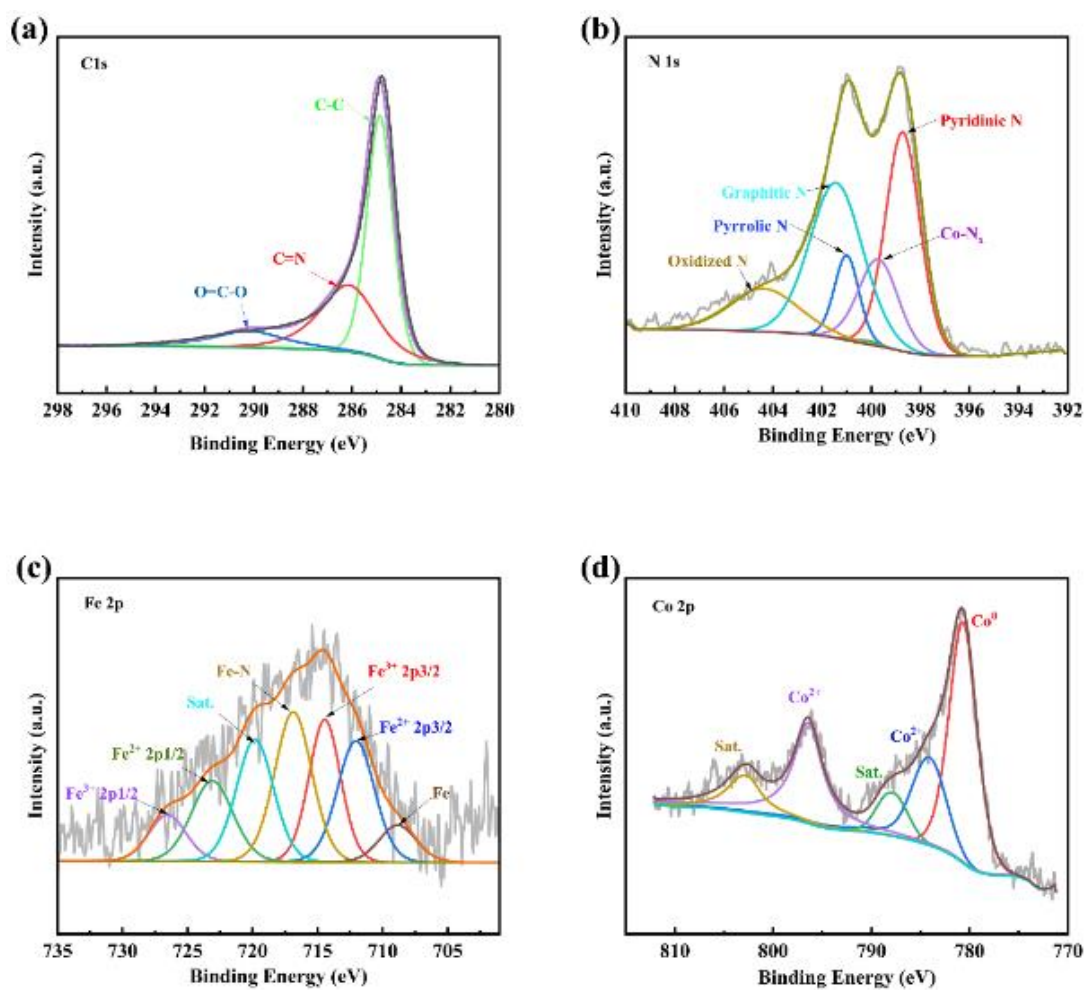 (a)
C1s
C-C
C=N
O=C-O
Intensity (a.u.)
298 296 294 292 290 288 286 284 282 280
Binding Energy (eV)
(b)
N 1s
Pyridinic N
Graphitic N
Pyrrolic N
Co-Nx
Oxidized N
Intensity (a.u.)
410 408 406 404 402 400 398 396 394 392
Binding Energy (eV)
(c)
Fe 2p
Fe-N
Fe³⁺ 2p3/2
Sat.
Fe²⁺ 2p3/2
Fe²⁺ 2p1/2
Fe³⁺ 2p1/2
Fe
Intensity (a.u.)
735 730 725 720 715 710 705
Binding Energy (eV)
(d)
Co 2p
Co⁰
Co²⁺
Co²⁺
Sat.
Sat.
Intensity (a.u.)
810 800 790 780 770
Binding Energy (eV)